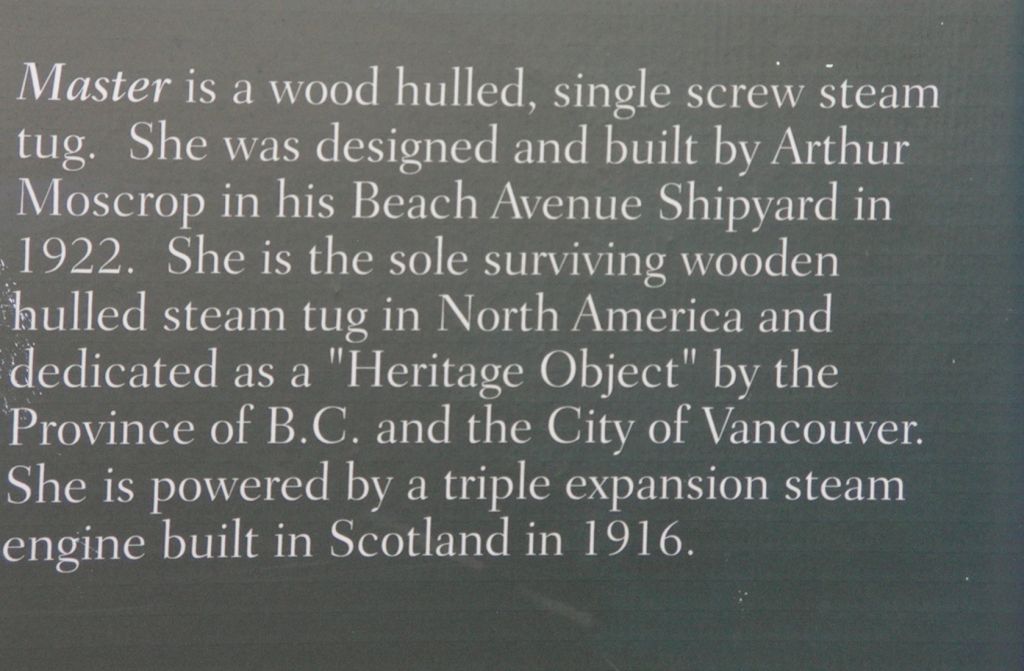 Master is a wood hulled, single screw steam
tug.  She was designed and built by Arthur
Moscrop in his Beach Avenue Shipyard in
1922.  She is the sole surviving wooden
hulled steam tug in North America and
dedicated as a "Heritage Object" by the
Province of B.C. and the City of Vancouver.
She is powered by a triple expansion steam
engine built in Scotland in 1916.